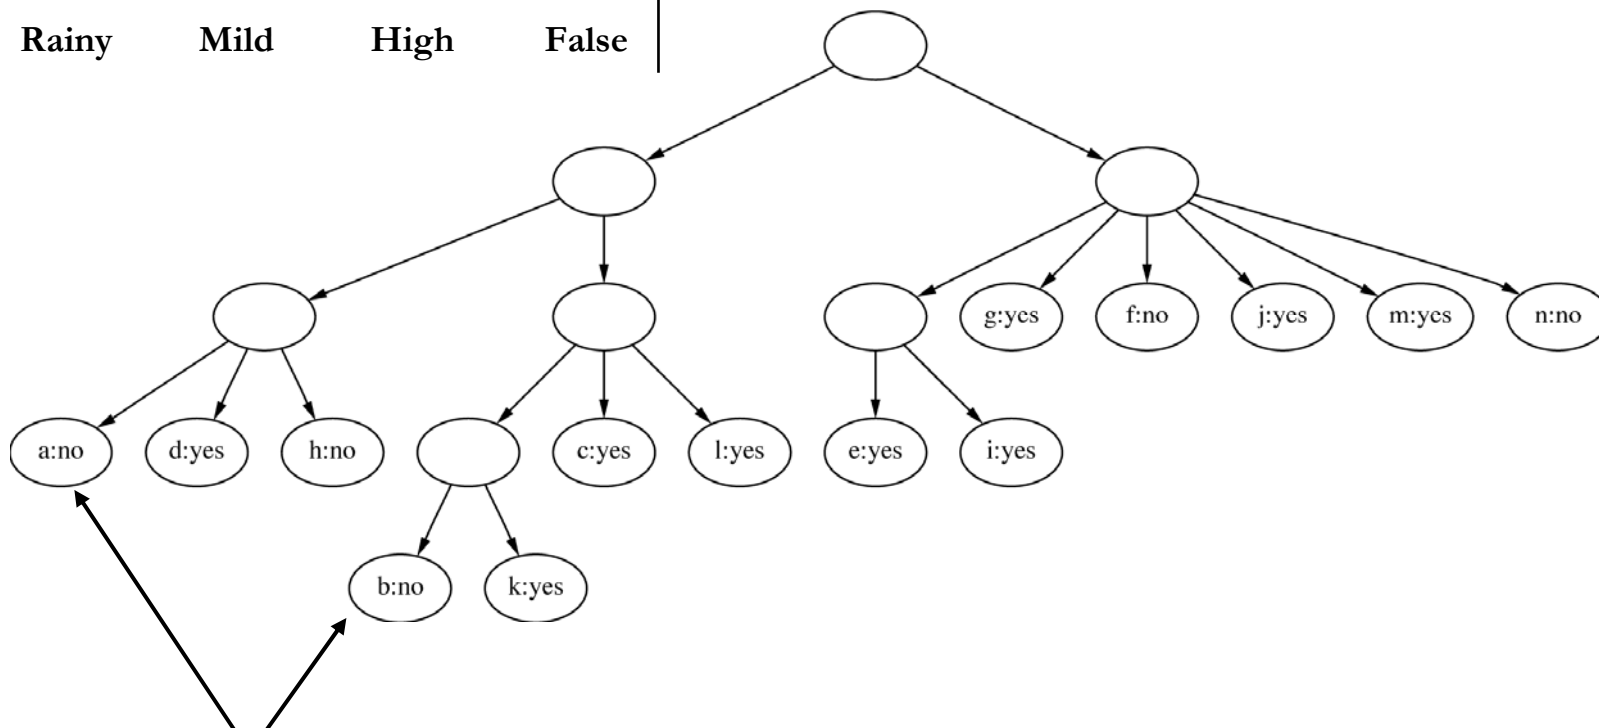 Rainy Mild High False
g:yes f:no j:yes m:yes n:no
a:no d:yes h:no c:yes l:yes e:yes i:yes
b:no k:yes